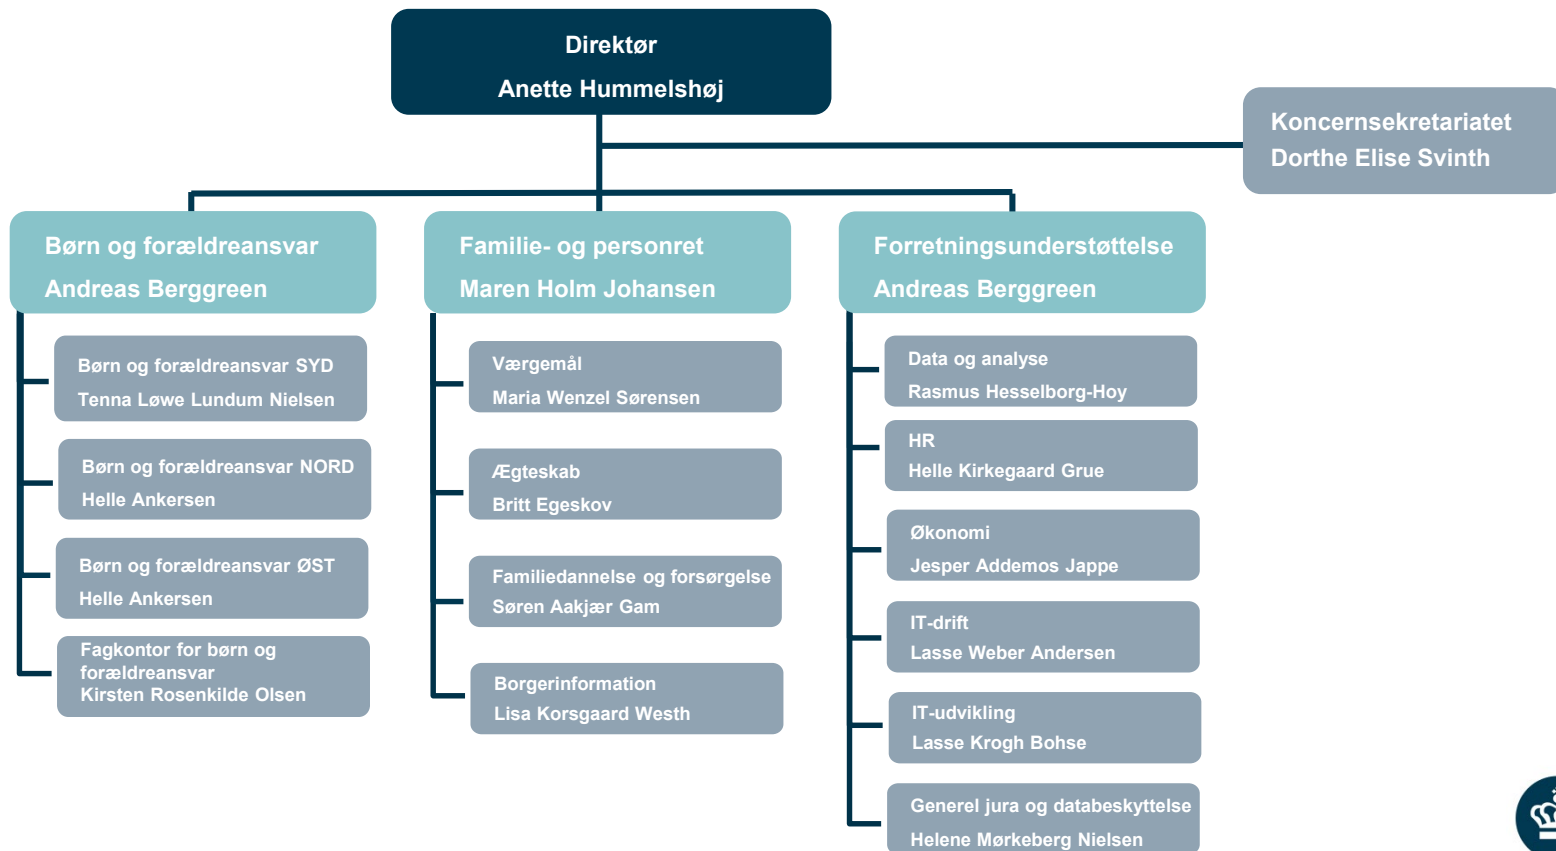 Direktør
Anette Hummelshøj
Koncernsekretariatet
Dorthe Elise Svinth
Børn og forældreansvar
Andreas Berggreen
Børn og forældreansvar SYD
Tenna Løwe Lundum Nielsen
Børn og forældreansvar NORD
Helle Ankersen
Børn og forældreansvar ØST
Helle Ankersen
Fagkontor for børn og
forældreansvar
Kirsten Rosenkilde Olsen
Familie- og personret
Maren Holm Johansen
Værgemål
Maria Wenzel Sørensen
Ægteskab
Britt Egeskov
Familiedannelse og forsørgelse
Søren Aakjær Gam
Borgerinformation
Lisa Korsgaard Westh
Forretningsunderstøttelse
Andreas Berggreen
Data og analyse
Rasmus Hesselborg-Hoy
HR
Helle Kirkegaard Grue
Økonomi
Jesper Addemos Jappe
IT-drift
Lasse Weber Andersen
IT-udvikling
Lasse Krogh Bohse
Generel jura og databeskyttelse
Helene Mørkeberg Nielsen